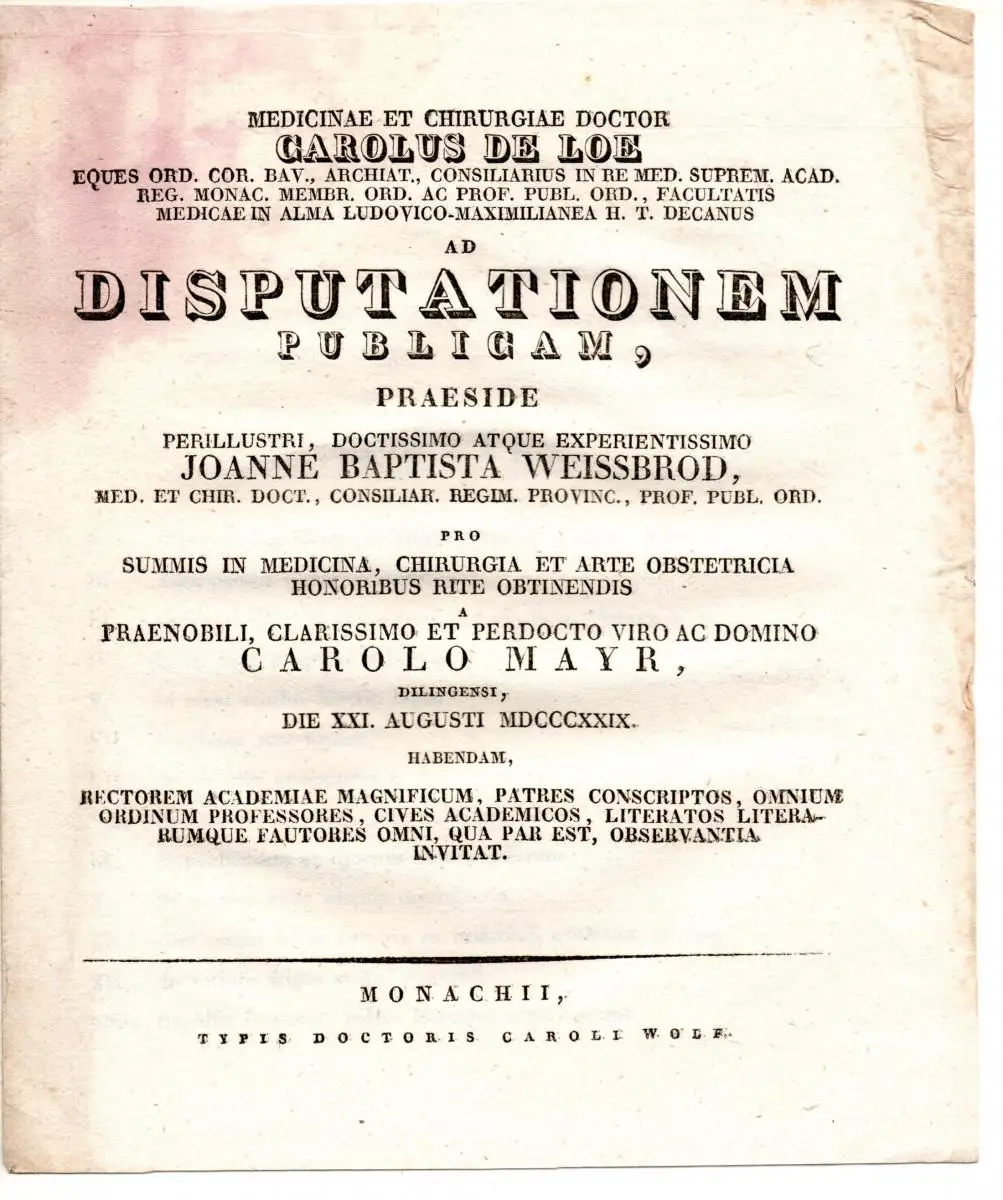 MEDICINAE ET CHIRURGIAE DOCTOR
CAROLUS DE LOE
EQUES ORD. COR. BAV., ARCHIAT., CONSILIARIUS IN RE MED. SUPREM. ACAD.
REG. MONAC. MEMBR. ORD. AC PROF. PUBL. ORD., FACULTATIS
MEDICAE IN ALMA LUDOVICO-MAXIMILIANEA H. T. DECANUS
AD
DISPUTATIONEM
PUBLICAM,
PRAESIDE
PERILLUSTRI, DOCTISSIMO ATQUE EXPERIENTISSIMO
JOANNE BAPTISTA WEISSBROD,
MED. ET CHIR. DOCT., CONSILIAR. REGIM. PROVINC., PROF. PUBL. ORD.
PRO
SUMMIS IN MEDICINA, CHIRURGIA ET ARTE OBSTETRICIA
HONORIBUS RITE OBTINENDIS
A
PRAENOBILI, CLARISSIMO ET PERDOCTO VIRO AC DOMINO
CAROLO MAYR,
DILINGENSI,
DIE XXI. AUGUSTI MDCCCXXIX.
HABENDAM,
RECTOREM ACADEMIAE MAGNIFICUM, PATRES CONSCRIPTOS, OMNIUM
ORDINUM PROFESSORES, CIVES ACADEMICOS, LITERATOS LITERA-
RUMQUE FAUTORES OMNI, QUA PAR EST, OBSERVANTIA
INVITAT.
MONACHII,
TYPIS DOCTORIS CAROLI WOLF.